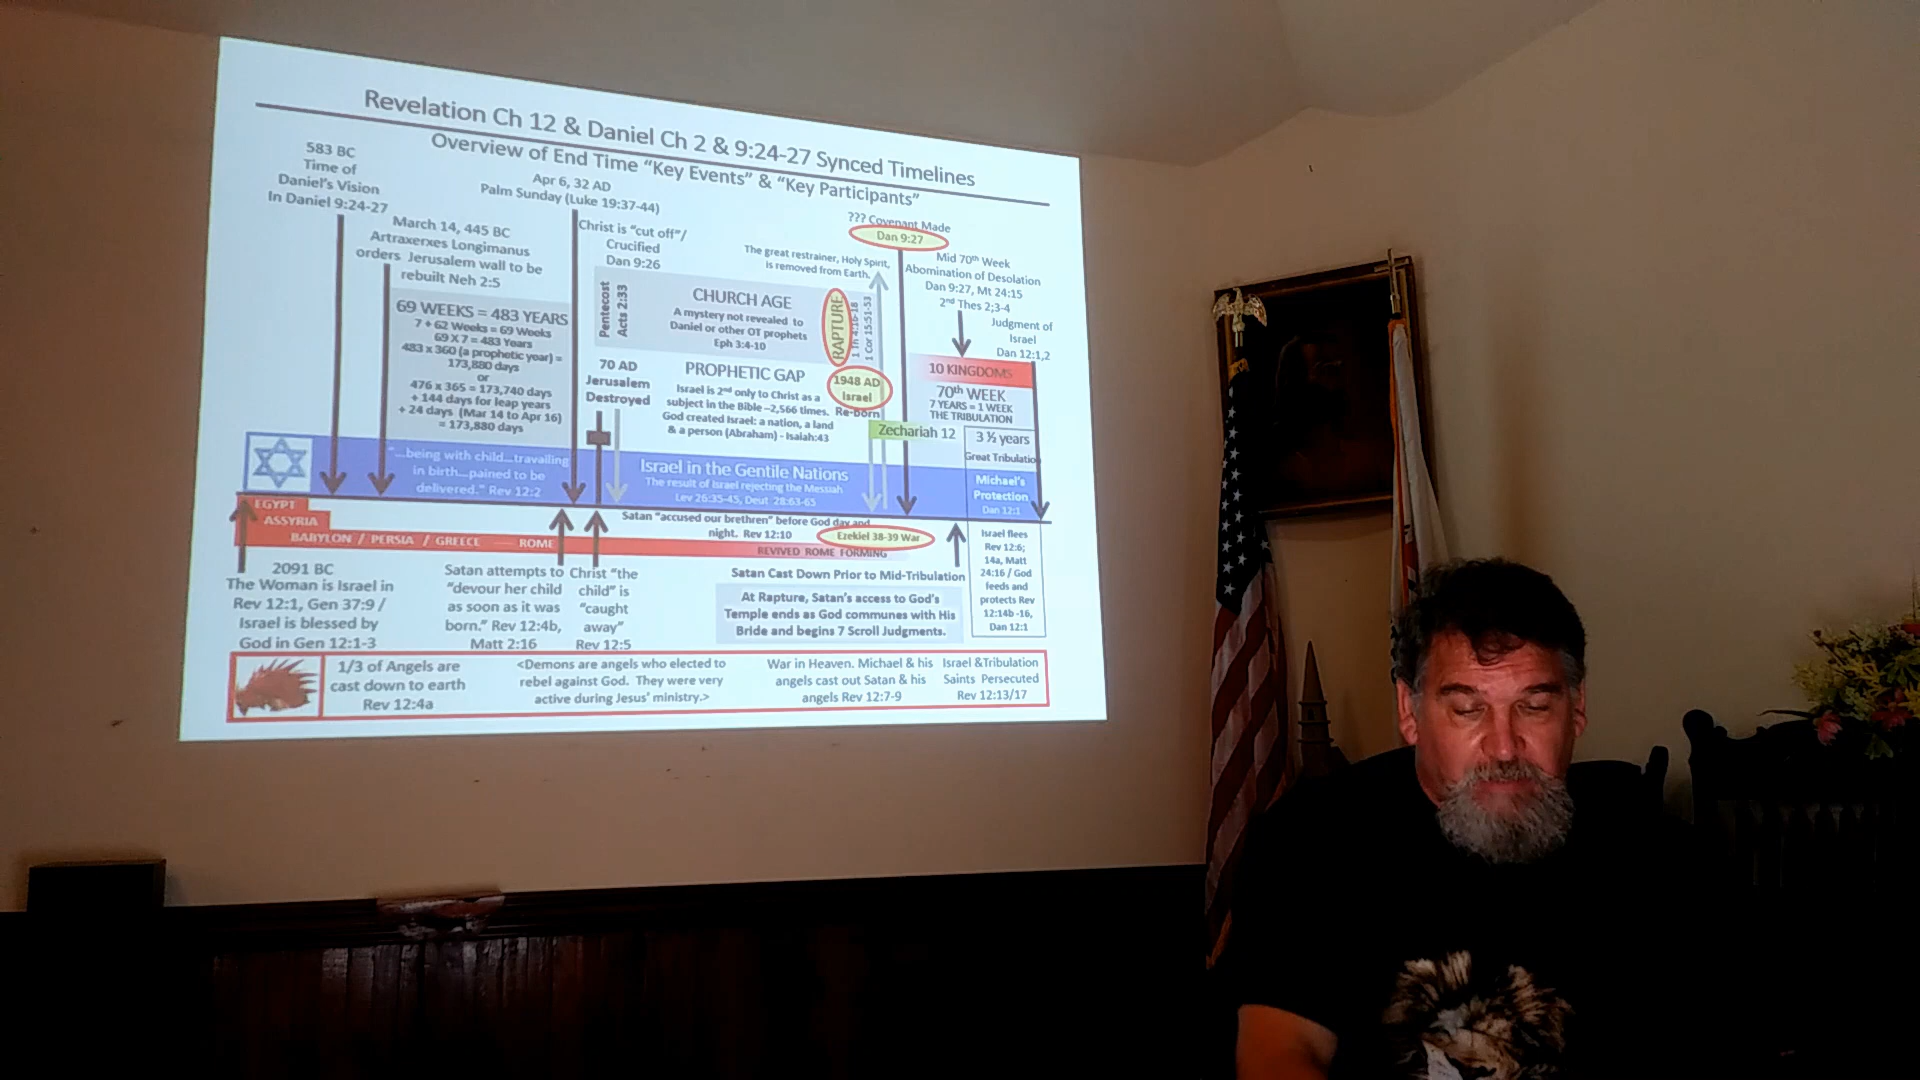 Revelation Ch 12 & Daniel Ch 2 & 9:24-27 Synced Timelines
Overview of End Time “Key Events” & “Key Participants”
583 BC
Time of
Daniel’s Vision
In Daniel 9:24-27
March 14, 445 BC
Artraxerxes Longimanus
orders Jerusalem wall to be
rebuilt Neh 2:5
69 WEEKS = 483 YEARS
7 + 62 Weeks = 69 Weeks
69 X 7 = 483 Years
483 x 360 (a prophetic year) =
173,880 days
or
476 x 365 = 173,740 days
+ 144 days for leap years
+ 24 days (Mar 14 to Apr 16)
= 173,880 days
Apr 6, 32 AD
Palm Sunday (Luke 19:37-44)
Christ is “cut off”/
Crucified
Dan 9:26
Pentecost
Acts 2:33
CHURCH AGE
A mystery not revealed to
Daniel or other OT prophets
Eph 3:4-10
The great restrainer, Holy Spirit,
is removed from Earth.
RAPTURE
1 Th 4:16-18
1 Cor 15:51-53
??? Covenant Made
Dan 9:27
Mid 70th Week
Abomination of Desolation
Dan 9:27, Mt 24:15
2nd Thes 2;3-4
Judgment of
Israel
Dan 12:1,2
70 AD
Jerusalem
Destroyed
PROPHETIC GAP
Israel is 2nd only to Christ as a
subject in the Bible –2,566 times.
God created Israel: a nation, a land
& a person (Abraham) - Isaiah:43
1948 AD
Israel
Re-born
Zechariah 12
10 KINGDOMS
70th WEEK
7 YEARS = 1 WEEK
THE TRIBULATION
3 ½ years
Great Tribulation
“...being with child...travailing
in birth...pained to be
delivered.” Rev 12:2
Israel in the Gentile Nations
The result of Israel rejecting the Messiah
Lev 26:35-45, Deut 28:63-65
Michael’s
Protection
Dan 12:1
EGYPT
ASSYRIA
BABYLON / PERSIA / GREECE ROME
Satan “accused our brethren” before God day and
night. Rev 12:10
Ezekiel 38-39 War
REVIVED ROME FORMING
Israel flees
Rev 12:6;
14a, Matt
24:16 / God
feeds and
protects Rev
12:14b -16,
Dan 12:1
2091 BC
The Woman is Israel in
Rev 12:1, Gen 37:9 /
Israel is blessed by
God in Gen 12:1-3
Satan attempts to
“devour her child
as soon as it was
born.” Rev 12:4b,
Matt 2:16
Christ “the
child” is
“caught
away”
Rev 12:5
Satan Cast Down Prior to Mid-Tribulation
At Rapture, Satan’s access to God’s
Temple ends as God communes with His
Bride and begins 7 Scroll Judgments.
1/3 of Angels are
cast down to earth
Rev 12:4a
<Demons are angels who elected to
rebel against God. They were very
active during Jesus’ ministry.>
War in Heaven. Michael & his
angels cast out Satan & his
angels Rev 12:7-9
Israel &Tribulation
Saints Persecuted
Rev 12:13/17